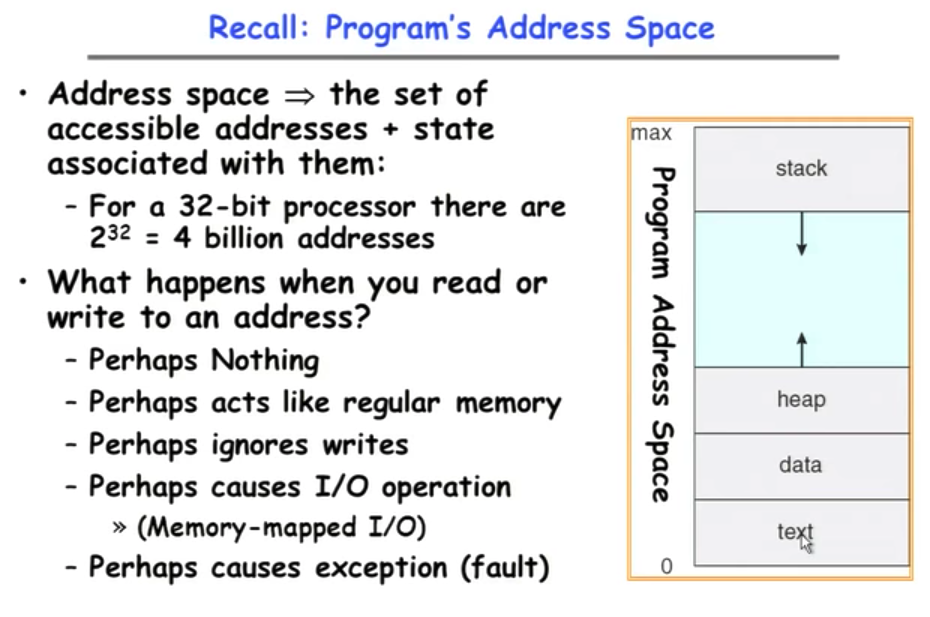 Recall: Program's Address Space
• Address space ⇒ the set of
accessible addresses + state
associated with them:
– For a 32-bit processor there are
2³² = 4 billion addresses
• What happens when you read or
write to an address?
– Perhaps Nothing
– Perhaps acts like regular memory
– Perhaps ignores writes
– Perhaps causes I/O operation
» (Memory-mapped I/O)
– Perhaps causes exception (fault)
max
Program Address Space
stack
heap
data
text
0